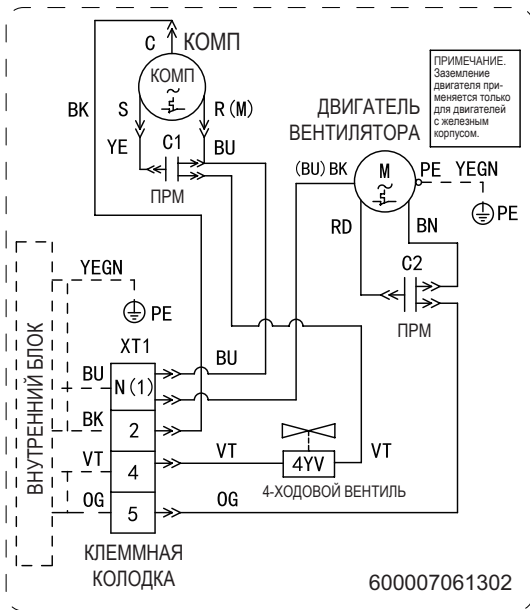 C
КОМП
КОМП
BK
S
R (M)
YE
C1
BU
ПРМ
ДВИГАТЕЛЬ
ВЕНТИЛЯТОРА
ПРИМЕЧАНИЕ.
Заземление
двигателя при-
меняется только
для двигателей
с железным
корпусом.
(BU) BK
M
PE
YEGN
PE
RD
BN
C2
ПРМ
ВНУТРЕННИЙ БЛОК
YEGN
PE
XT1
BU
N (1)
BU
BK
2
VT
4
VT
4YV
VT
4-ХОДОВОЙ ВЕНТИЛЬ
OG
5
OG
КЛЕММНАЯ
КОЛОДКА
600007061302